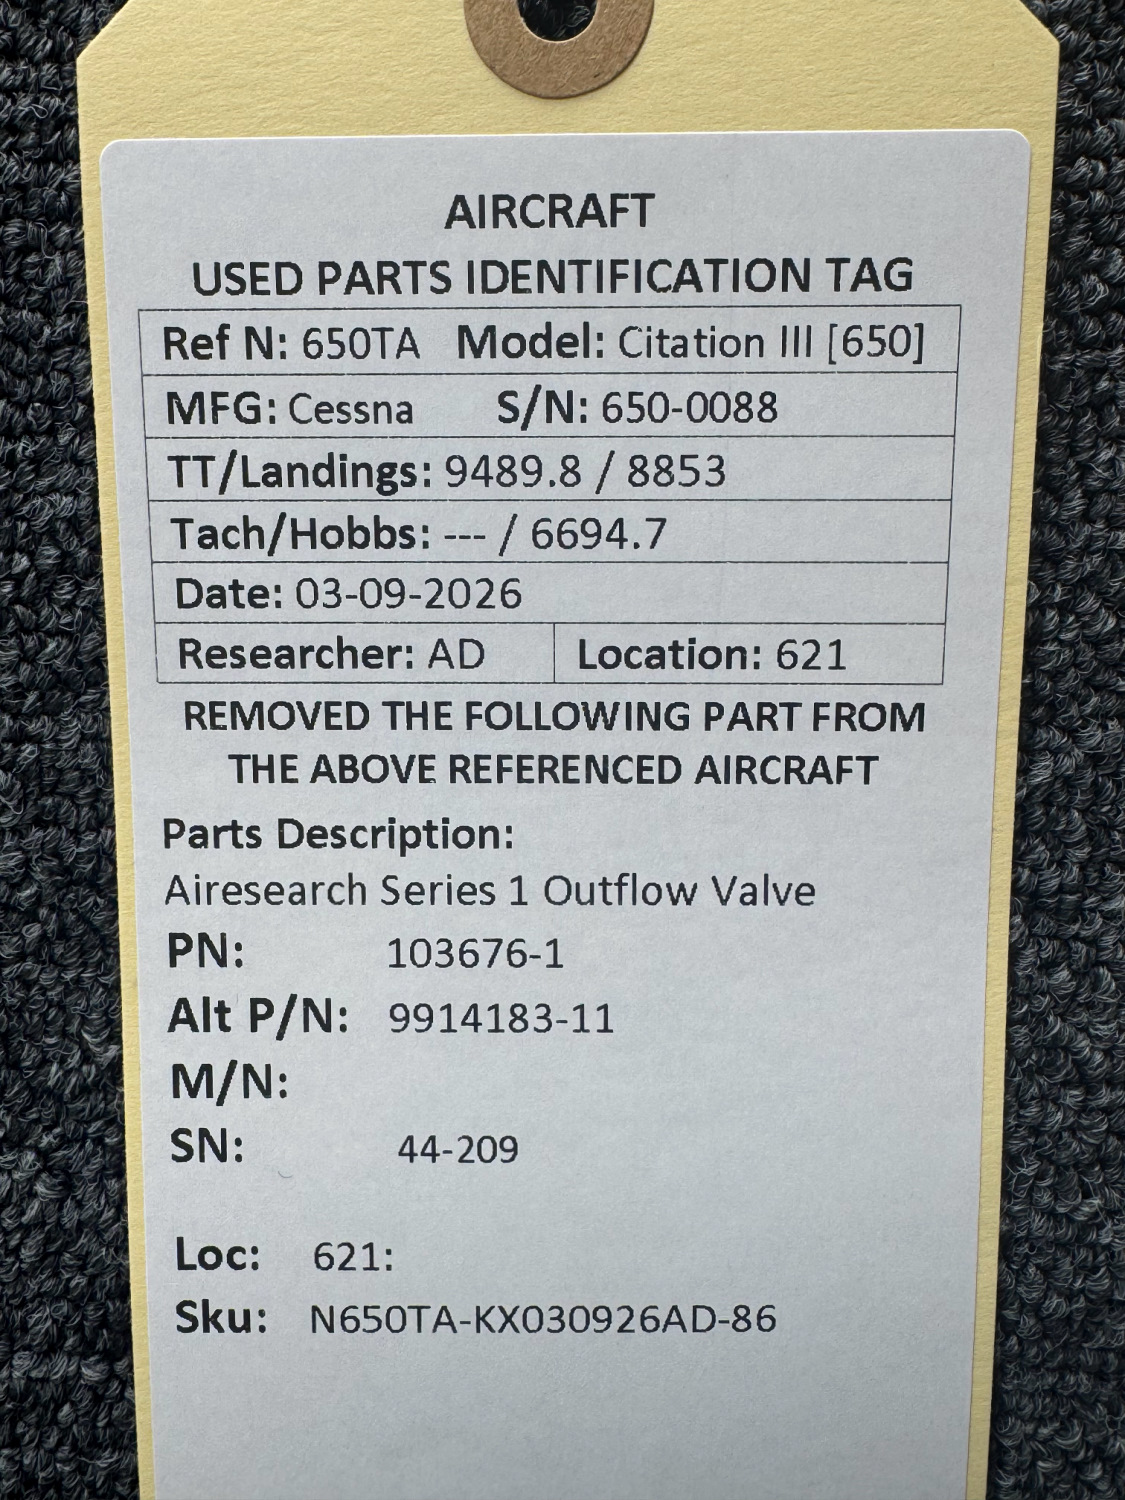 AIRCRAFT
USED PARTS IDENTIFICATION TAG
Ref N: 650TA Model: Citation III [650]
MFG: Cessna S/N: 650-0088
TT/Landings: 9489.8 / 8853
Tach/Hobbs: --- / 6694.7
Date: 03-09-2026
Researcher: AD Location: 621
REMOVED THE FOLLOWING PART FROM
THE ABOVE REFERENCED AIRCRAFT
Parts Description:
Airesearch Series 1 Outflow Valve
PN: 103676-1
Alt P/N: 9914183-11
M/N:
SN: 44-209
Loc: 621:
Sku: N650TA-KX030926AD-86